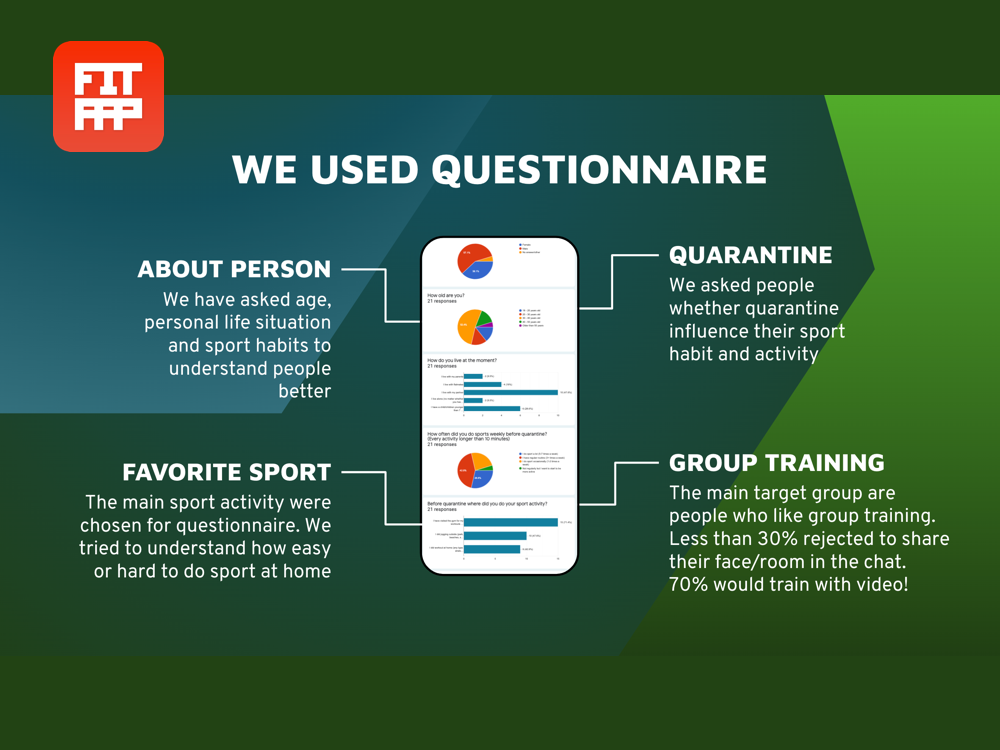 FIT
APP
WE USED QUESTIONNAIRE
ABOUT PERSON
We have asked age,
personal life situation
and sport habits to
understand people
better
FAVORITE SPORT
The main sport activity were
chosen for questionnaire. We
tried to understand how easy
or hard to do sport at home
How old are you?
21 responses
How do you live at the moment?
21 responses
How often did you do sports weekly before quarantine?
(Every activity longer than 10 minutes)
21 responses
Before quarantine where did you do your sport activity?
21 responses
QUARANTINE
We asked people
whether quarantine
influence their sport
habit and activity
GROUP TRAINING
The main target group are
people who like group training.
Less than 30% rejected to share
their face/room in the chat.
70% would train with video!